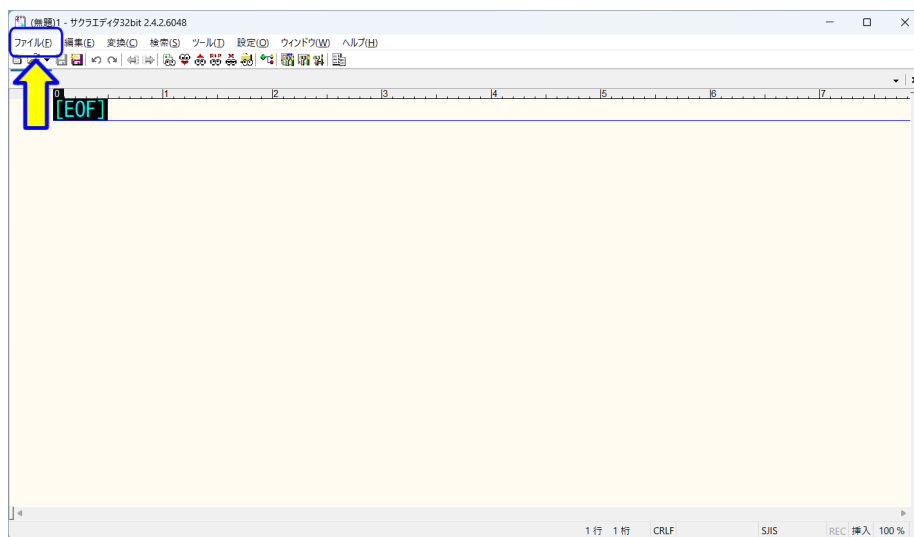 (無題)1 - サクラエディタ32bit 2.4.2.6048
ファイル(F) 編集(E) 変換(C) 検索(S) ツール(T) 設定(O) ウィンドウ(W) ヘルプ(H)
0 1 2 3 4 5 6 7
[EOF]
1 行 1 桁 CRLF SJIS REC 挿入 100 %